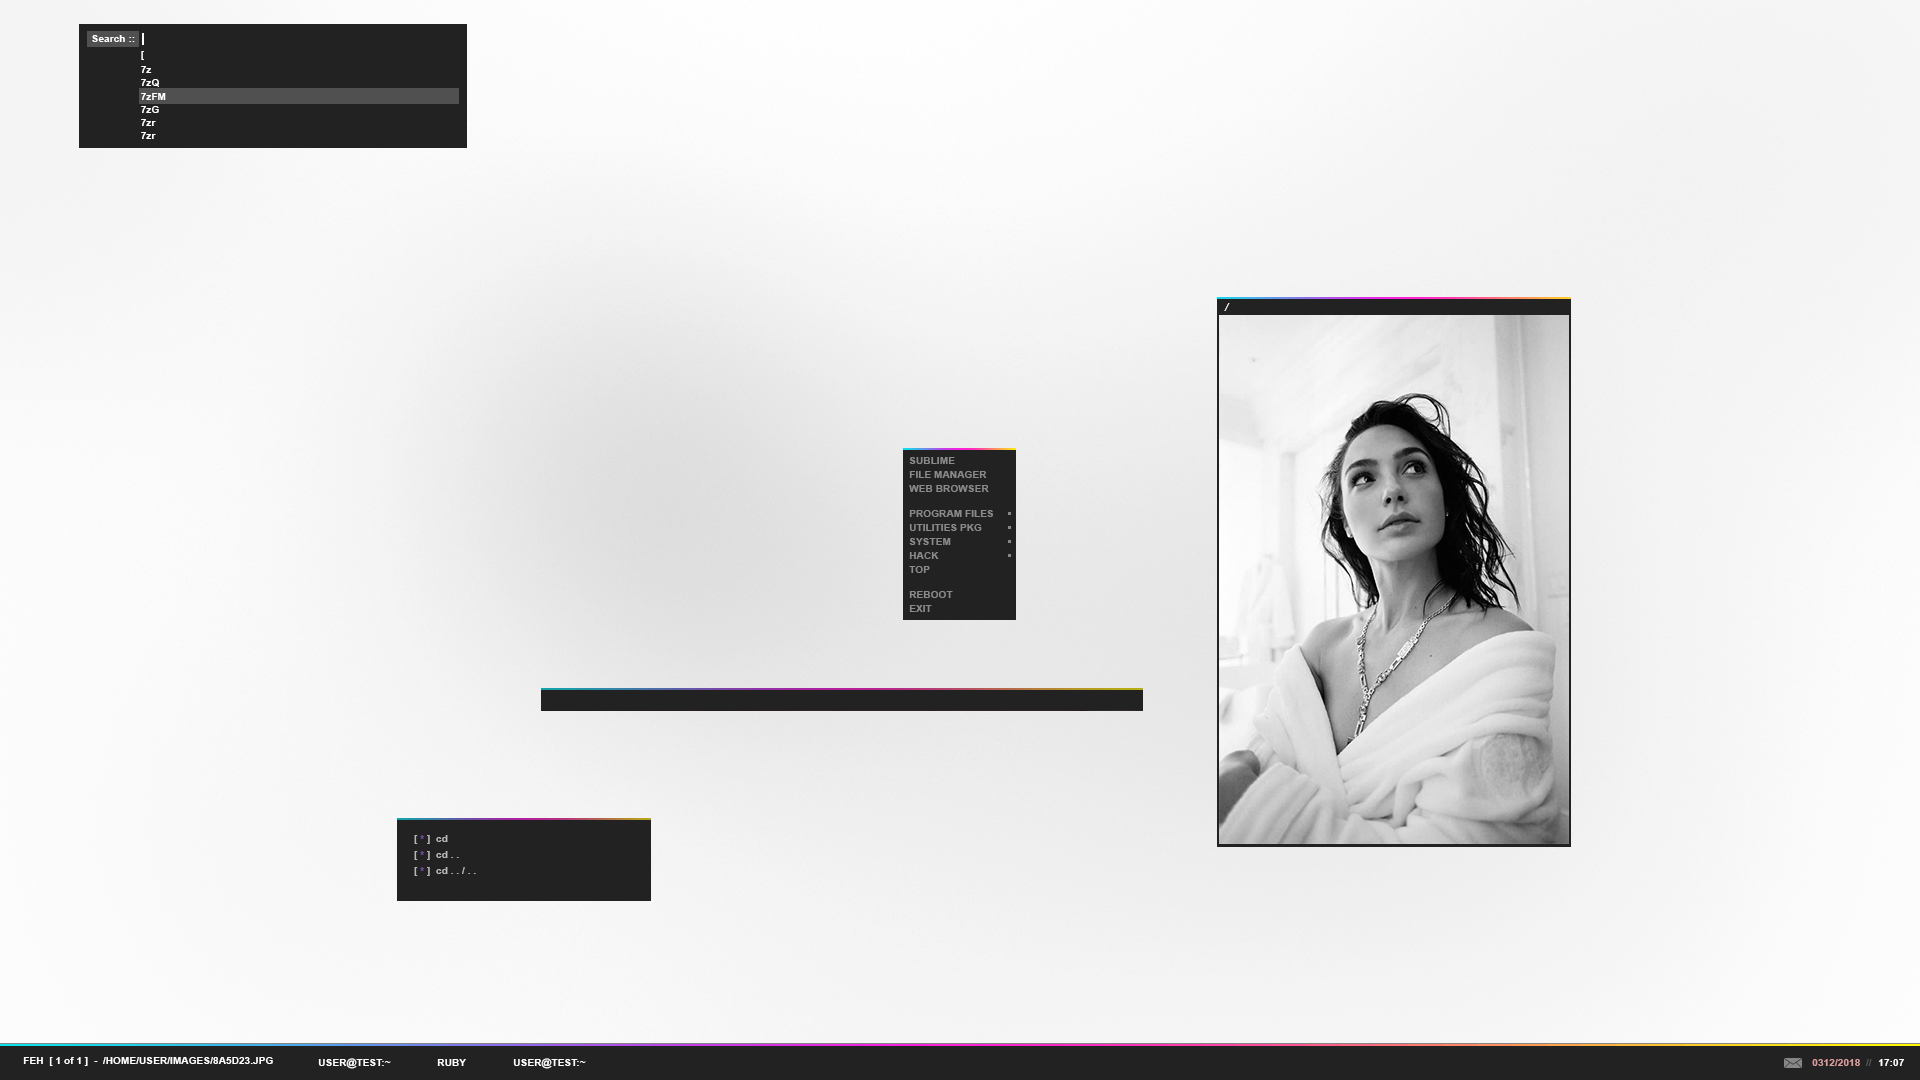 Search ::
[
7z
7zQ
7zFM
7zG
7zr
7zr
/
SUBLIME
FILE MANAGER
WEB BROWSER
PROGRAM FILES
UTILITIES PKG
SYSTEM
HACK
TOP
REBOOT
EXIT
[*] cd
[*] cd..
[*] cd../..
FEH [ 1 of 1 ] - /HOME/USER/IMAGES/8A5D23.JPG USER@TEST:~ RUBY USER@TEST:~ 0312/2018 // 17:07